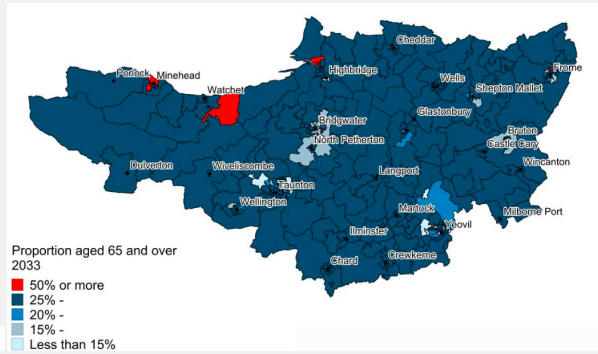 Cheddar
Porlock
Minehead
Highbridge
Wells
Frome
Shepton Mallet
Watchet
Glastonbury
Bridgwater
North Petherton
Bruton
Castle Cary
Dulverton
Wiveliscombe
Taunton
Langport
Wincanton
Wellington
Martock
Milborne Port
Ilminster
Yeovil
Chard
Crewkerne
Proportion aged 65 and over
2033
50% or more
25% -
20% -
15% -
Less than 15%